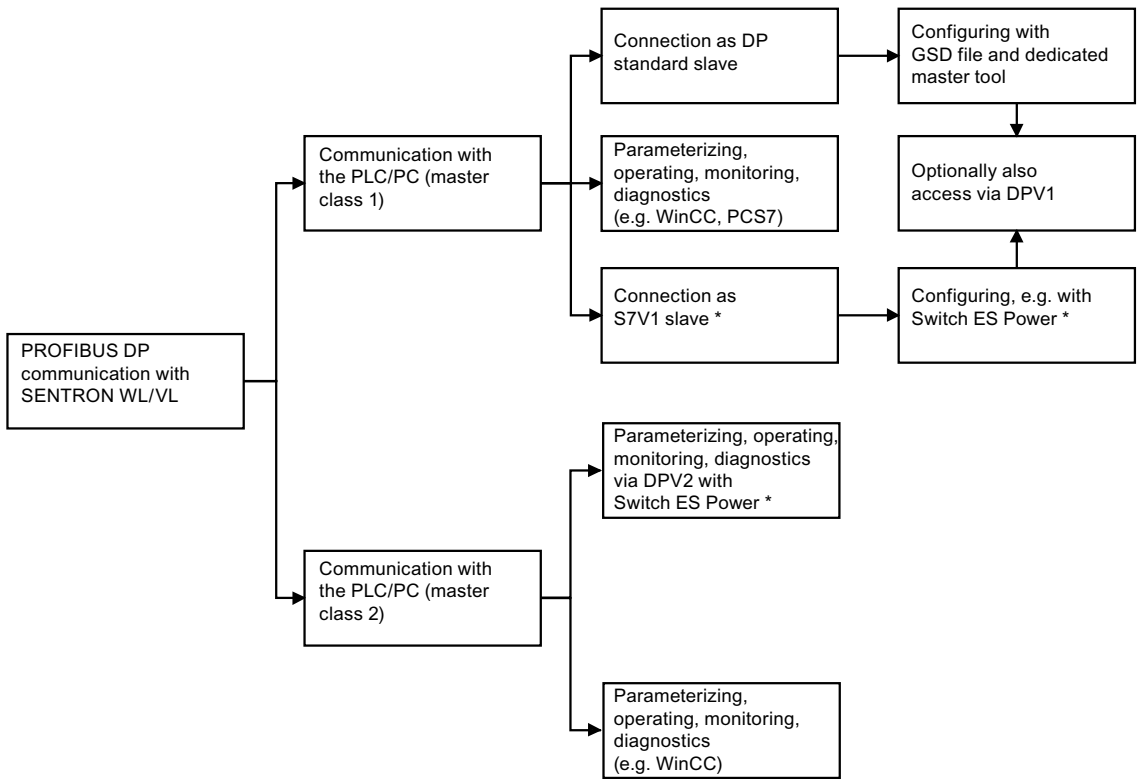 Connection as DP
standard slave
Configuring with
GSD file and dedicated
master tool
Communication with
the PLC/PC (master
class 1)
Parameterizing,
operating, monitoring,
diagnostics
(e.g. WinCC, PCS7)
Optionally also
access via DPV1
Connection as
S7V1 slave *
Configuring, e.g. with
Switch ES Power *
PROFIBUS DP
communication with
SENTRON WL/VL
Parameterizing, operating,
monitoring, diagnostics
via DPV2 with
Switch ES Power *
Communication with
the PLC/PC (master
class 2)
Parameterizing,
operating, monitoring,
diagnostics
(e.g. WinCC)